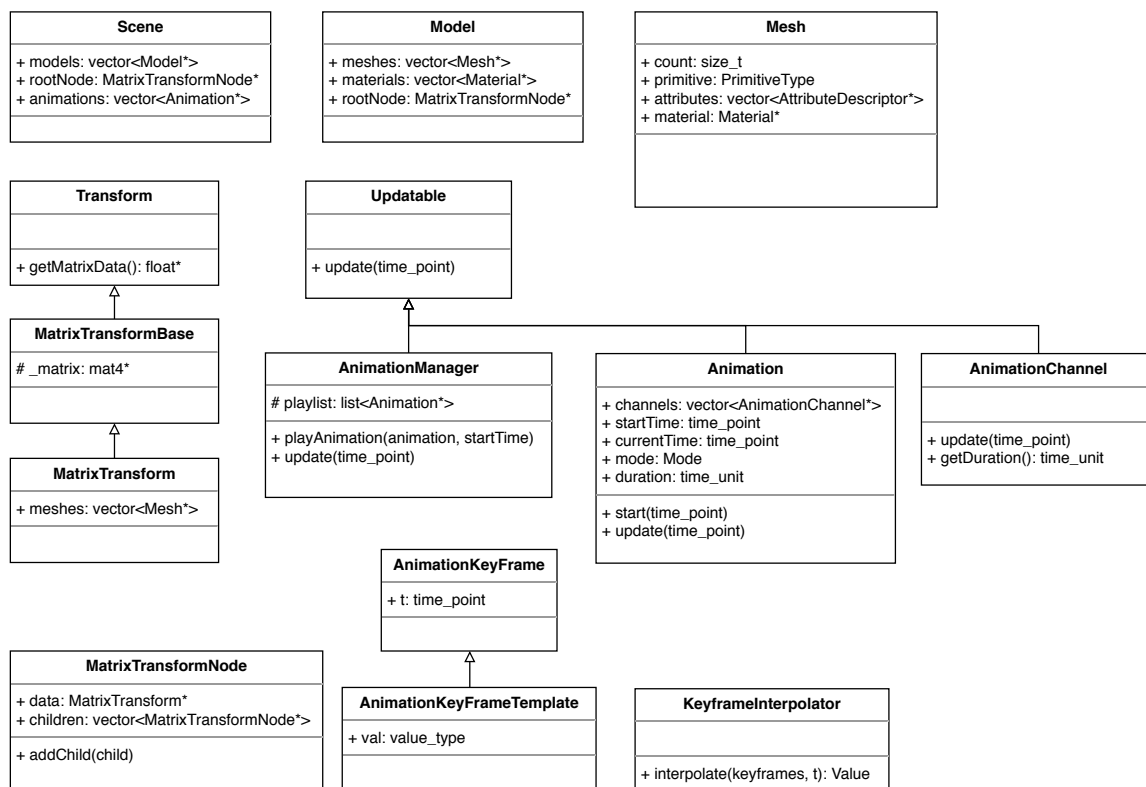 Scene
+ models: vector<Model*>
+ rootNode: MatrixTransformNode*
+ animations: vector<Animation*>
Model
+ meshes: vector<Mesh*>
+ materials: vector<Material*>
+ rootNode: MatrixTransformNode*
Mesh
+ count: size_t
+ primitive: PrimitiveType
+ attributes: vector<AttributeDescriptor*>
+ material: Material*
Transform
+ getMatrixData(): float*
Updatable
+ update(time_point)
MatrixTransformBase
# _matrix: mat4*
AnimationManager
# playlist: list<Animation*>
+ playAnimation(animation, startTime)
+ update(time_point)
Animation
+ channels: vector<AnimationChannel*>
+ startTime: time_point
+ currentTime: time_point
+ mode: Mode
+ duration: time_unit
+ start(time_point)
+ update(time_point)
AnimationChannel
+ update(time_point)
+ getDuration(): time_unit
MatrixTransform
+ meshes: vector<Mesh*>
AnimationKeyFrame
+ t: time_point
MatrixTransformNode
+ data: MatrixTransform*
+ children: vector<MatrixTransformNode*>
+ addChild(child)
AnimationKeyFrameTemplate
+ val: value_type
KeyframeInterpolator
+ interpolate(keyframes, t): Value